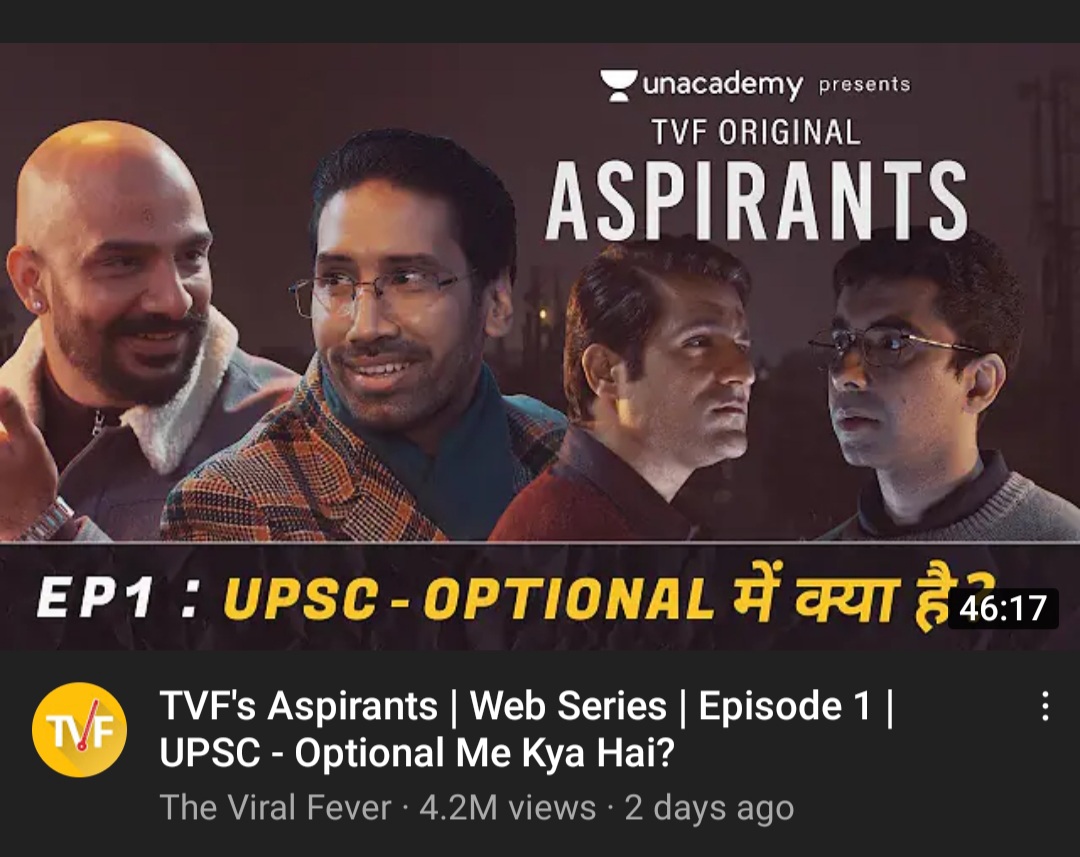 unacademy presents
TVF ORIGINAL
ASPIRANTS
EP1 : UPSC - OPTIONAL में क्या है?
46:17
TVF
TVF's Aspirants | Web Series | Episode 1 |
UPSC - Optional Me Kya Hai?
The Viral Fever · 4.2M views · 2 days ago